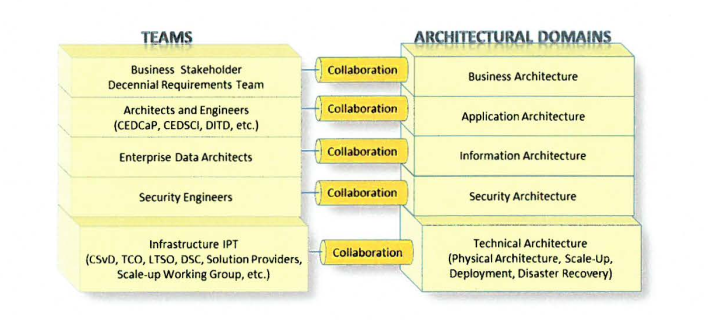 TEAMS
ARCHITECTURAL DOMAINS
Business Stakeholder
Decennial Requirements Team
Collaboration
Business Architecture
Architects and Engineers
(CEDCaP, CEDSCI, DITD, etc.)
Collaboration
Application Architecture
Enterprise Data Architects
Collaboration
Information Architecture
Security Engineers
Collaboration
Security Architecture
Infrastructure IPT
(CSvD, TCO, LTSO, DSC, Solution Providers,
Scale-up Working Group, etc.)
Collaboration
Technical Architecture
(Physical Architecture, Scale-Up,
Deployment, Disaster Recovery)